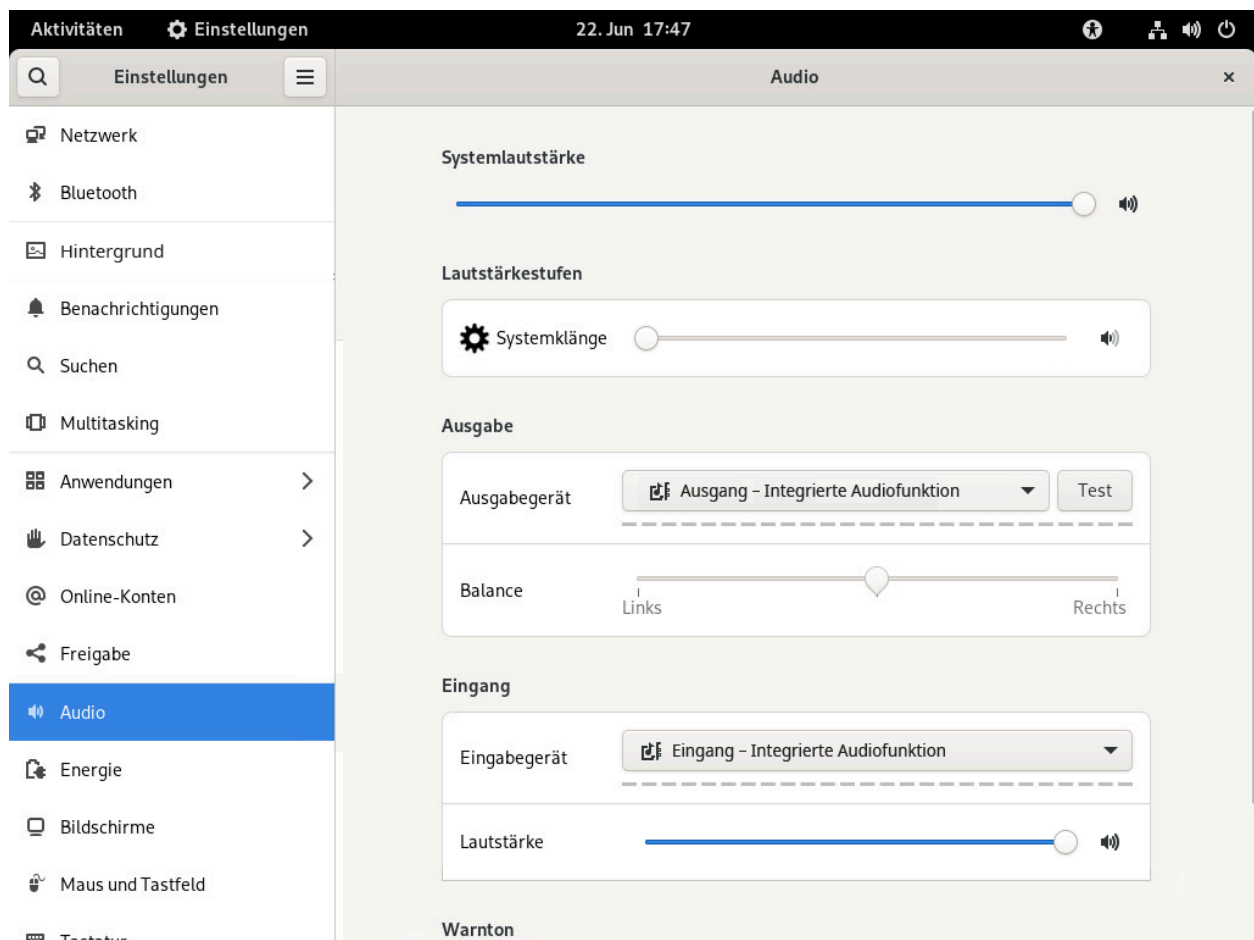 Aktivitäten Einstellungen 22. Jun 17:47
Einstellungen Audio
Netzwerk
Bluetooth
Hintergrund
Benachrichtigungen
Suchen
Multitasking
Anwendungen
Datenschutz
Online-Konten
Freigabe
Audio
Energie
Bildschirme
Maus und Tastfeld
Tastatur
Systemlautstärke
Lautstärkestufen
Systemklänge
Ausgabe
Ausgabegerät Ausgang – Integrierte Audiofunktion Test
Balance
Links Rechts
Eingang
Eingabegerät Eingang – Integrierte Audiofunktion
Lautstärke
Warnton